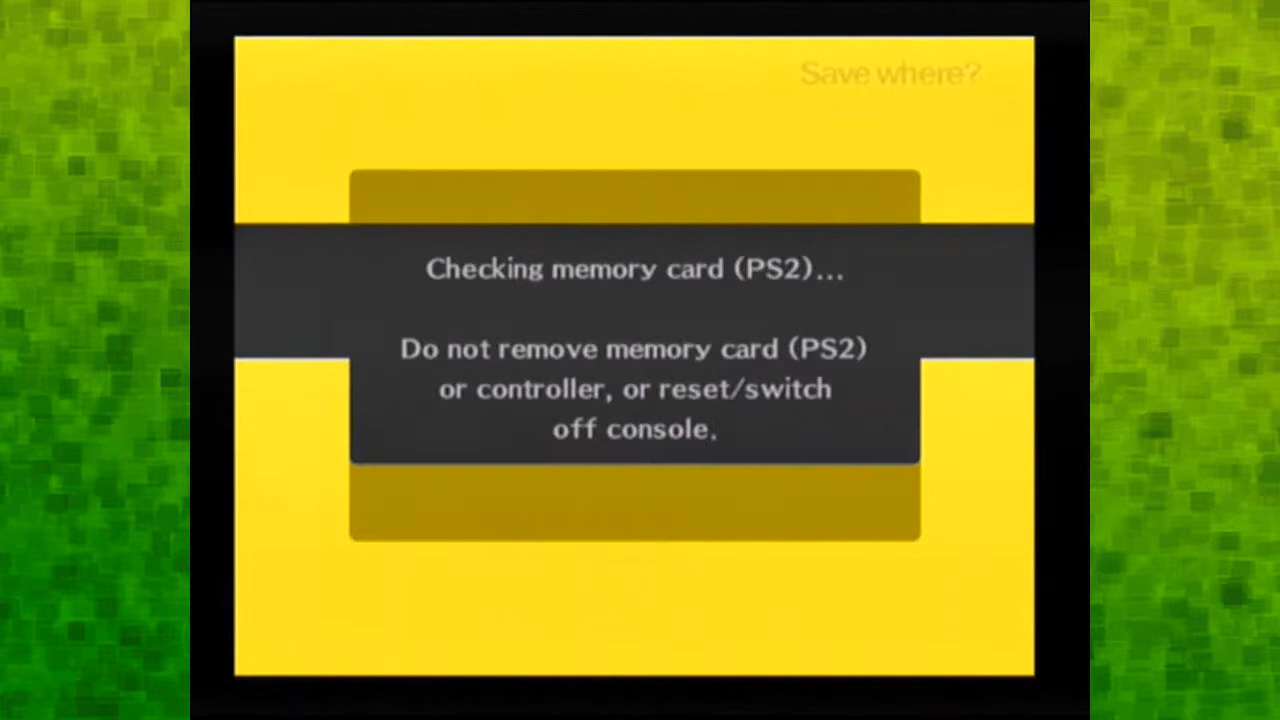 Save where?
Checking memory card (PS2)...
Do not remove memory card (PS2)
or controller, or reset/switch
off console.